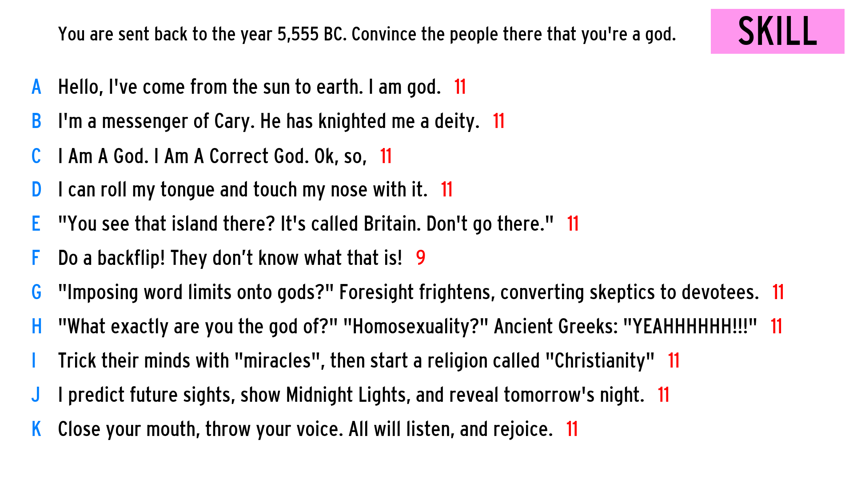 You are sent back to the year 5,555 BC. Convince the people there that you're a god.
SKILL
A Hello, I've come from the sun to earth. I am god. 11
B I'm a messenger of Cary. He has knighted me a deity. 11
C I Am A God. I Am A Correct God. Ok, so, 11
D I can roll my tongue and touch my nose with it. 11
E "You see that island there? It's called Britain. Don't go there." 11
F Do a backflip! They don’t know what that is! 9
G "Imposing word limits onto gods?" Foresight frightens, converting skeptics to devotees. 11
H "What exactly are you the god of?" "Homosexuality?" Ancient Greeks: "YEAHHHHHH!!!" 11
I Trick their minds with "miracles", then start a religion called "Christianity" 11
J I predict future sights, show Midnight Lights, and reveal tomorrow's night. 11
K Close your mouth, throw your voice. All will listen, and rejoice. 11